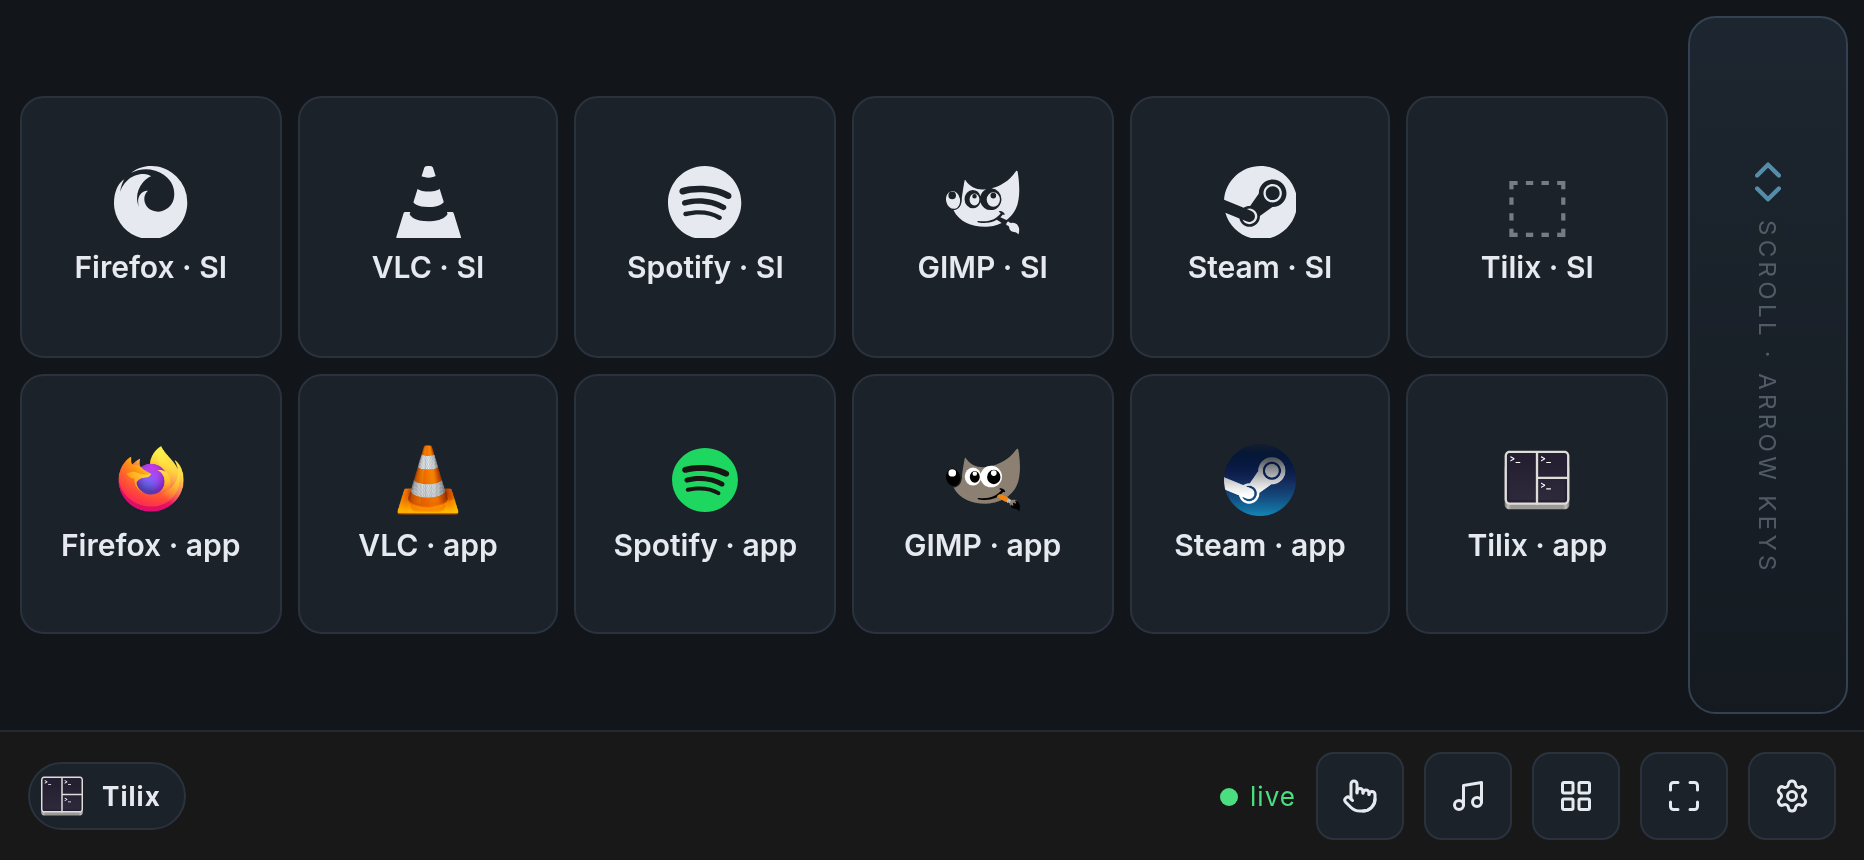 Firefox · SI
VLC · SI
Spotify · SI
GIMP · SI
Steam · SI
Tilix · SI
Firefox · app
VLC · app
Spotify · app
GIMP · app
Steam · app
>_ >_
>_
Tilix · app
SCROLL · ARROW KEYS
>_ >_
>_
Tilix
live